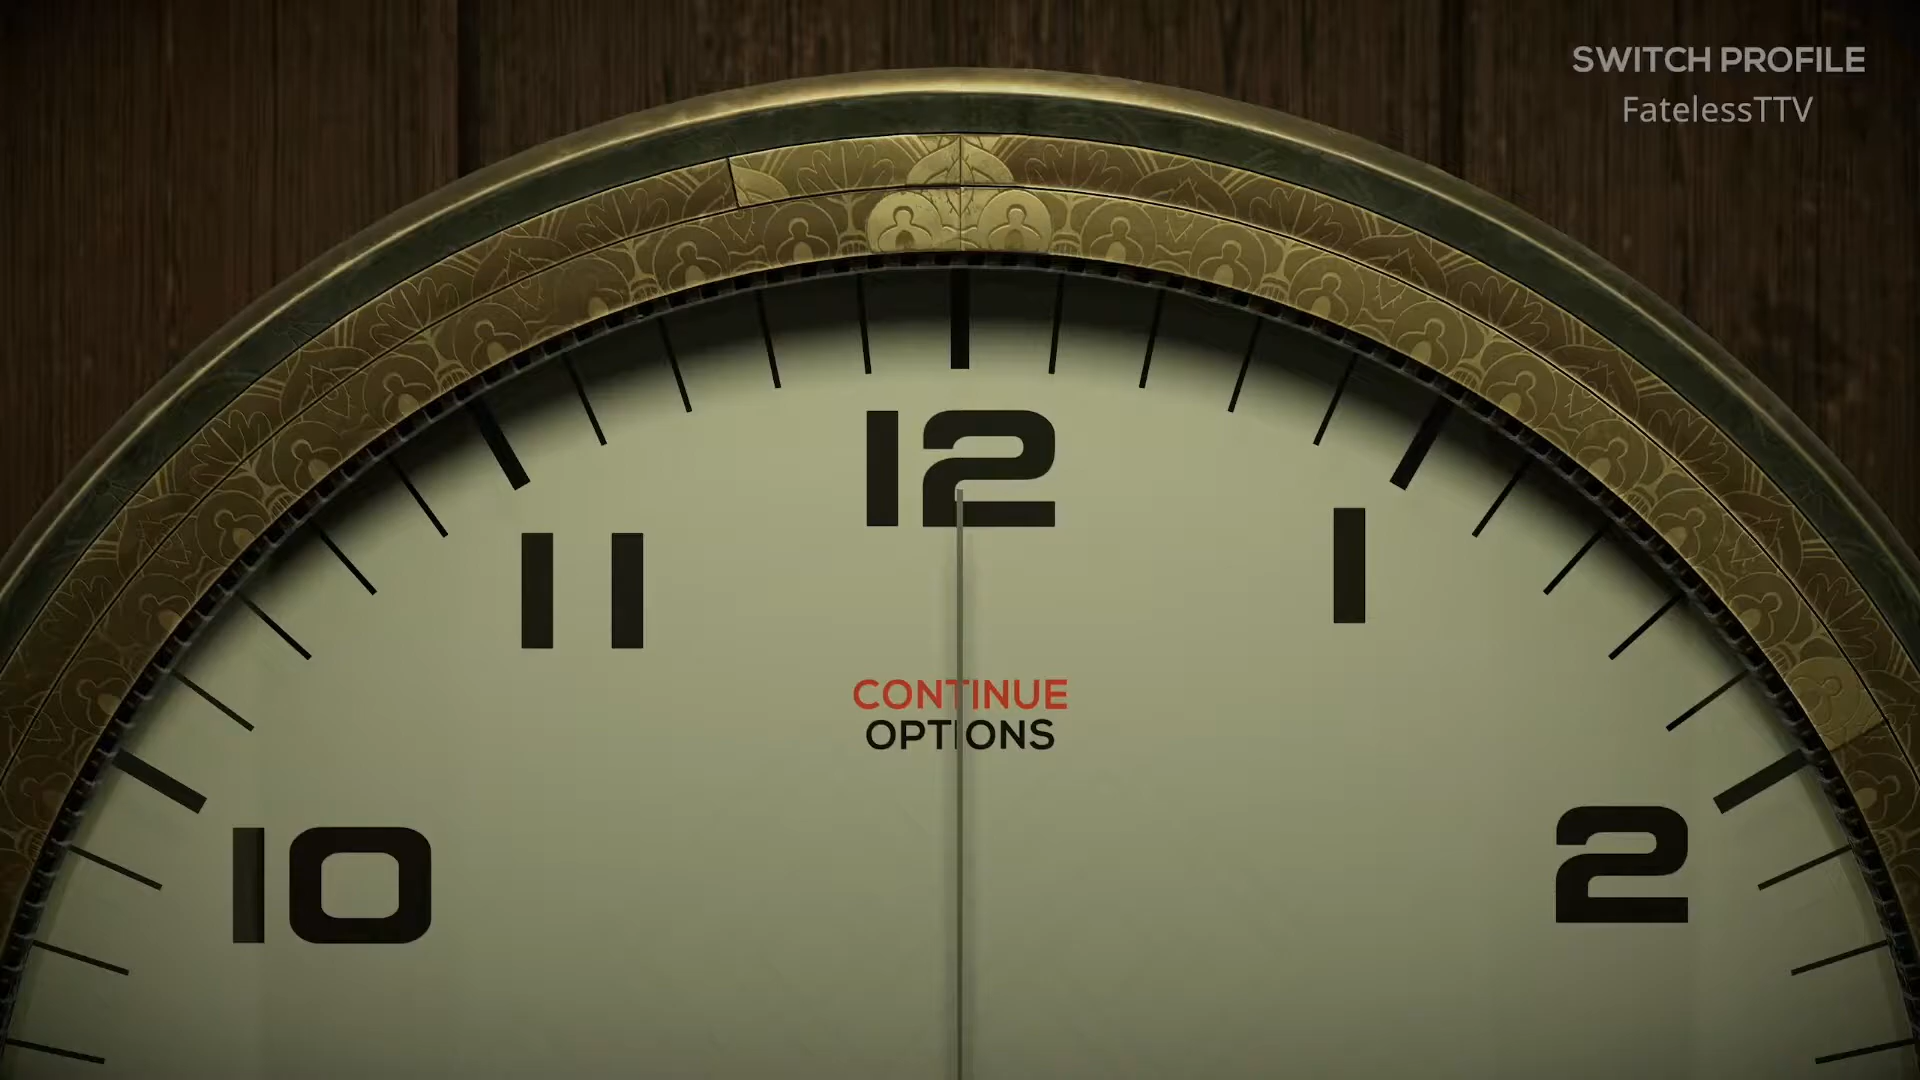 SWITCH PROFILE
FatelessTTV
12
11
1
CONTINUE
OPTIONS
10
2